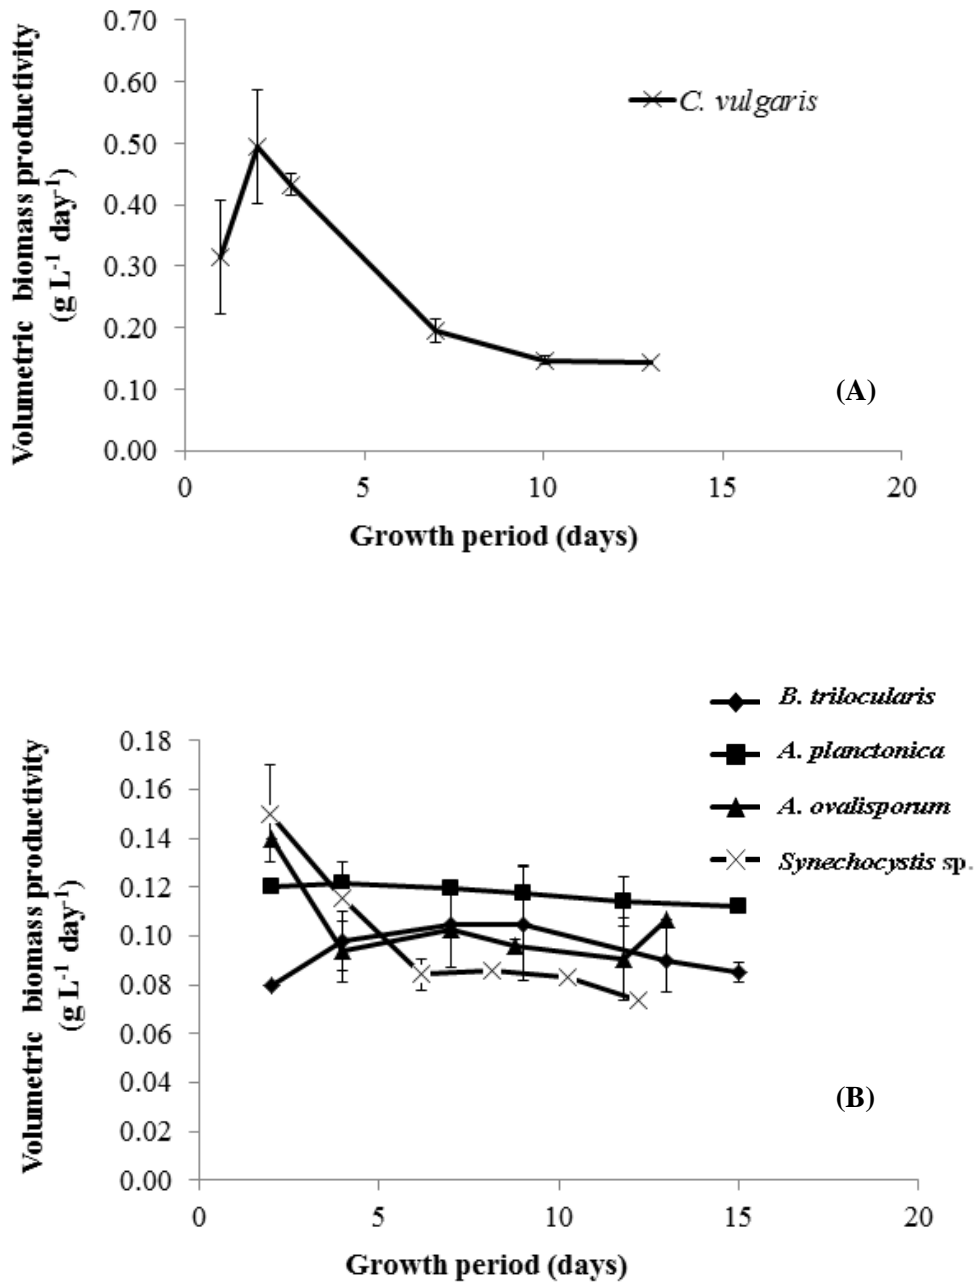 Volumetric biomass productivity
(g L⁻¹ day⁻¹)
0.70
0.60
0.50
0.40
0.30
0.20
0.10
0.00
C. vulgaris
(A)
0 5 10 15 20
Growth period (days)
B. trilocularis
A. planctonica
A. ovalisporum
Synechocystis sp.
Volumetric biomass productivity
(g L⁻¹ day⁻¹)
0.18
0.16
0.14
0.12
0.10
0.08
0.06
0.04
0.02
0.00
(B)
0 5 10 15 20
Growth period (days)